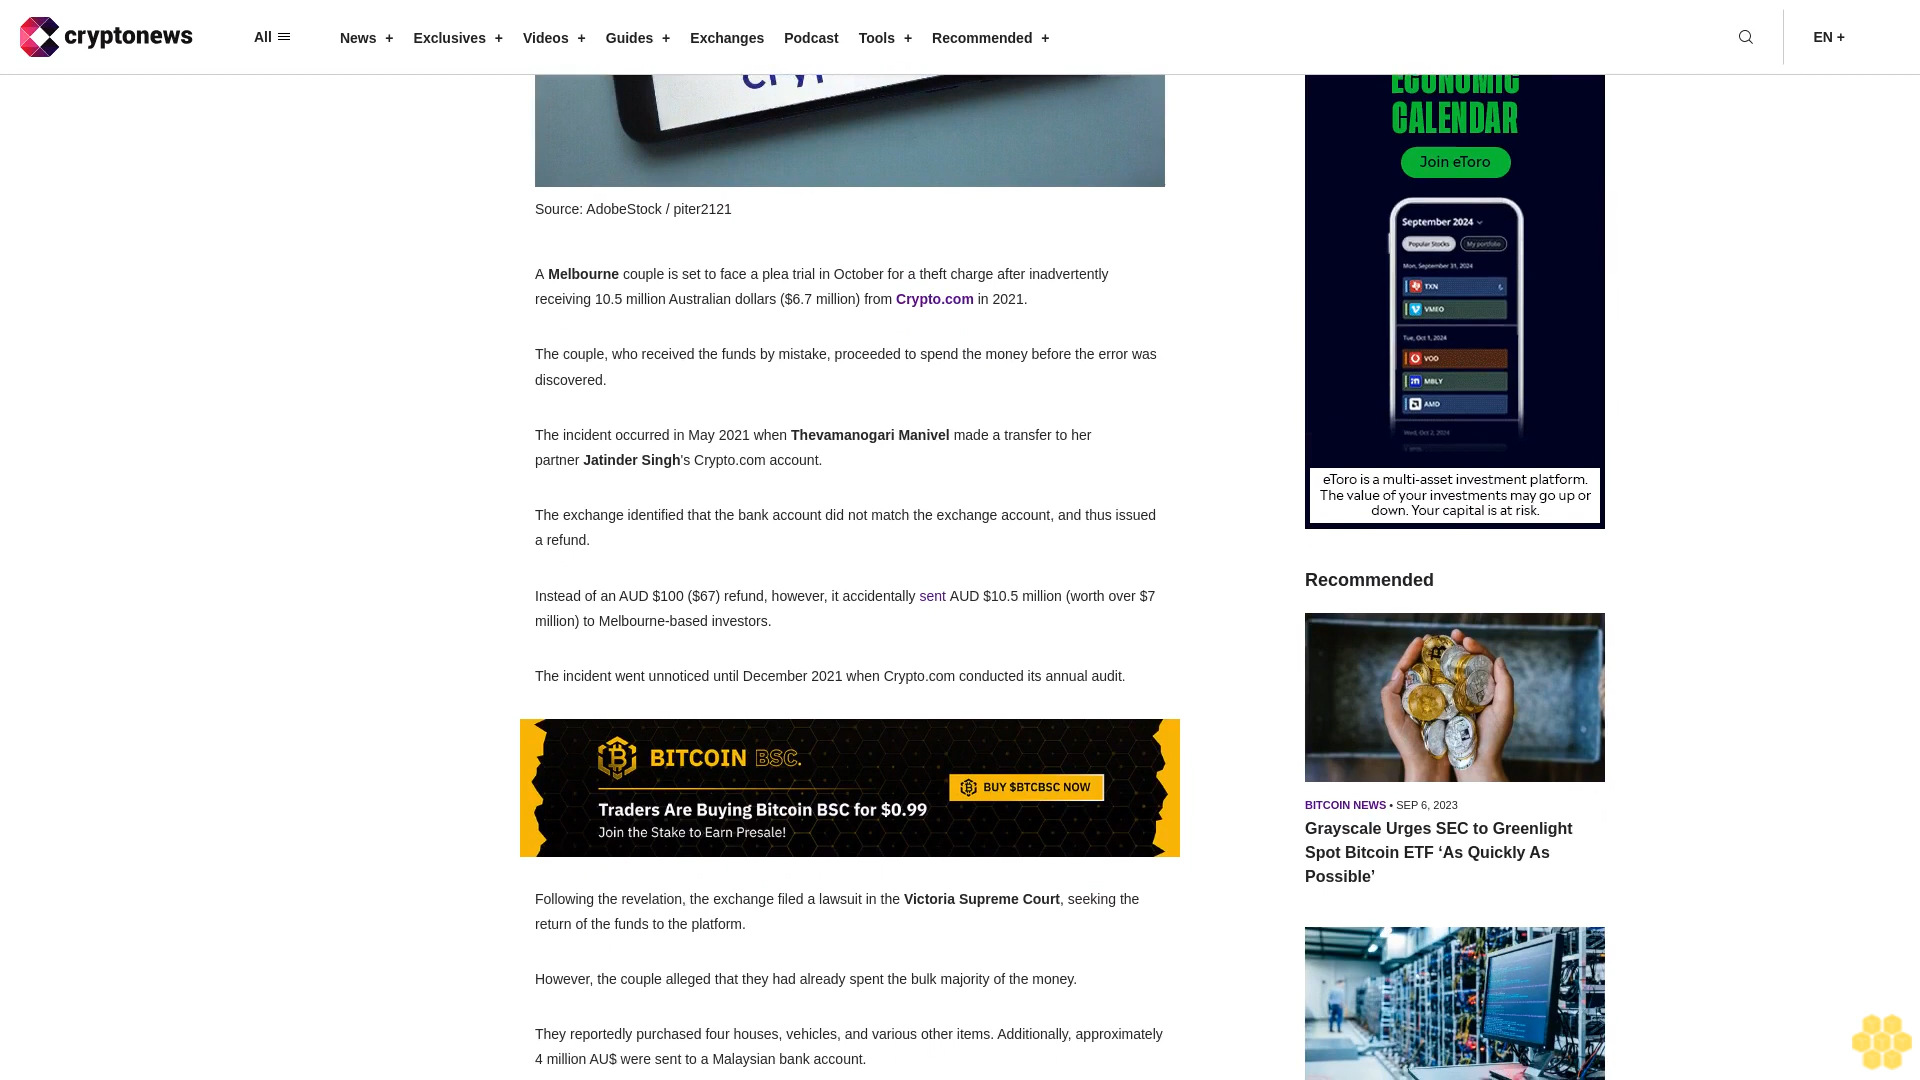 cryptonews
All
News +
Exclusives +
Videos +
Guides +
Exchanges
Podcast
Tools +
Recommended +
EN +
Source: AdobeStock / piter2121
A Melbourne couple is set to face a plea trial in October for a theft charge after inadvertently
receiving 10.5 million Australian dollars ($6.7 million) from Crypto.com in 2021.
The couple, who received the funds by mistake, proceeded to spend the money before the error was
discovered.
The incident occurred in May 2021 when Thevamanogari Manivel made a transfer to her
partner Jatinder Singh's Crypto.com account.
The exchange identified that the bank account did not match the exchange account, and thus issued
a refund.
Instead of an AUD $100 ($67) refund, however, it accidentally sent AUD $10.5 million (worth over $7
million) to Melbourne-based investors.
The incident went unnoticed until December 2021 when Crypto.com conducted its annual audit.
BITCOIN BSC.
Traders Are Buying Bitcoin BSC for $0.99
Join the Stake to Earn Presale!
BUY $BTCBSC NOW
Following the revelation, the exchange filed a lawsuit in the Victoria Supreme Court, seeking the
return of the funds to the platform.
However, the couple alleged that they had already spent the bulk majority of the money.
They reportedly purchased four houses, vehicles, and various other items. Additionally, approximately
4 million AU$ were sent to a Malaysian bank account.
ECONOMIC
CALENDAR
Join eToro
September 2024
Popular Stocks
My portfolio
Mon, September 31, 2024
TXN
VMEO
Tue, Oct 1, 2024
VOD
MBLY
AMD
Wed, Oct 2, 2024
eToro is a multi-asset investment platform.
The value of your investments may go up or
down. Your capital is at risk.
Recommended
BITCOIN NEWS • SEP 6, 2023
Grayscale Urges SEC to Greenlight
Spot Bitcoin ETF ‘As Quickly As
Possible’